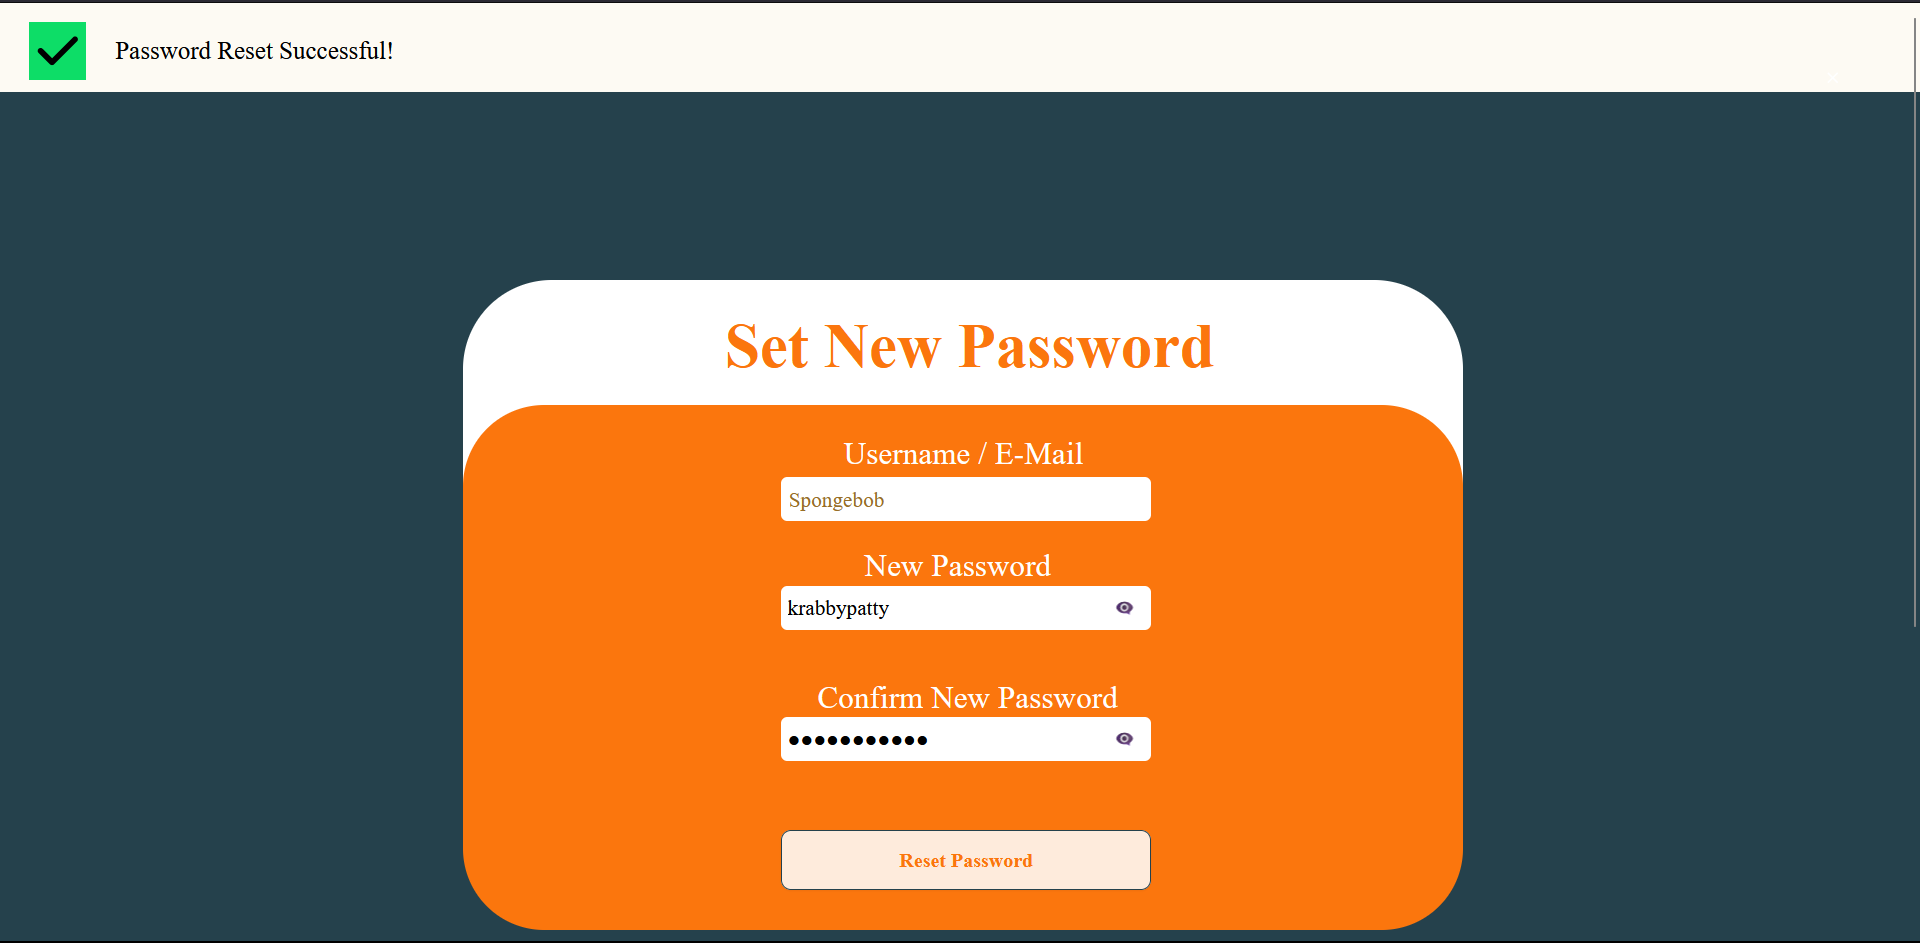 Password Reset Successful!
Set New Password
Username / E-Mail
Spongebob
New Password
krabbypatty
Confirm New Password
●●●●●●●●●●●
Reset Password